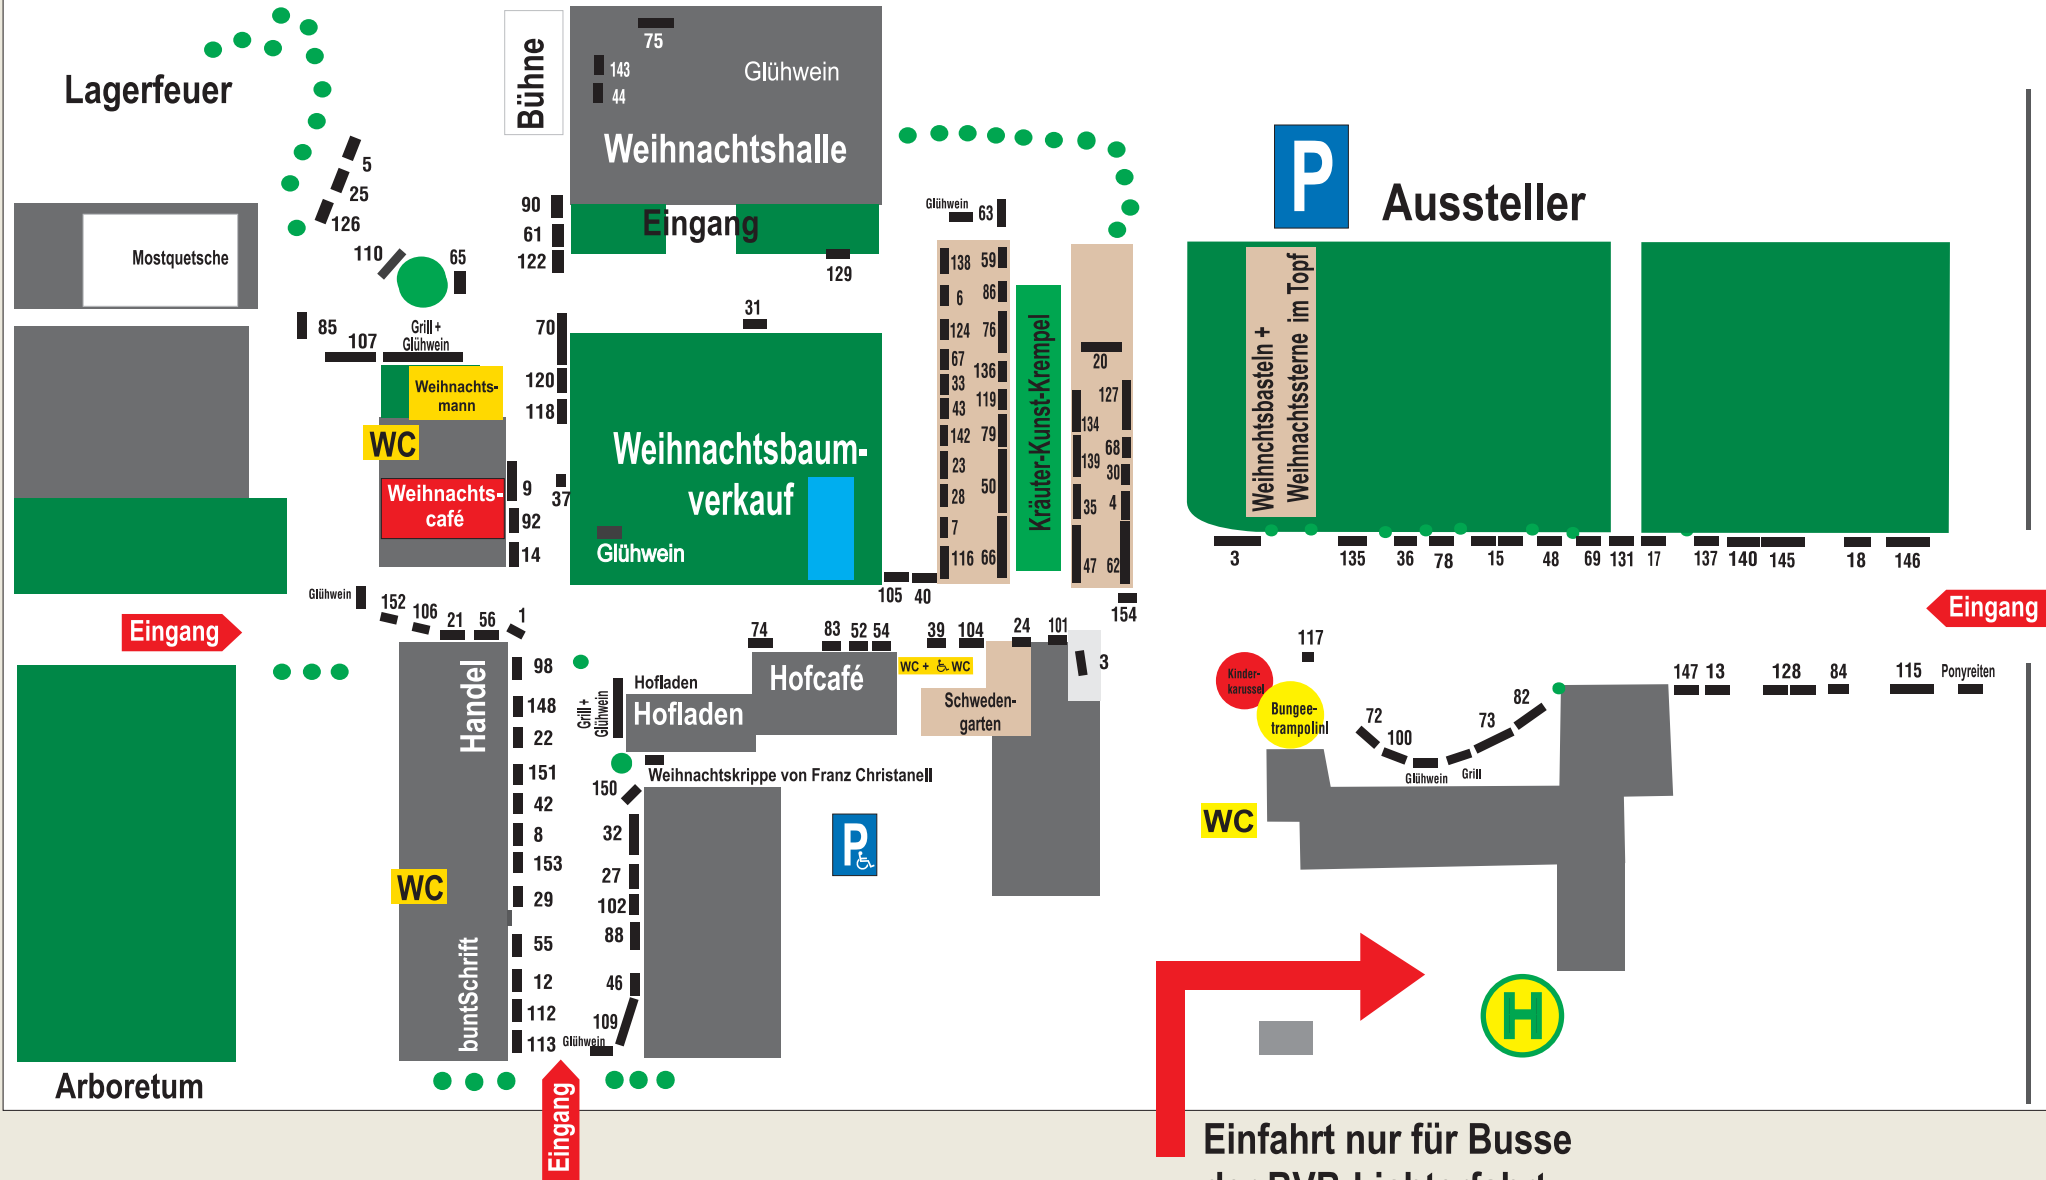 Lagerfeuer
Bühne
75
143
44
Glühwein
Weihnachtshalle
Eingang
P
Aussteller
5
25
126
110
65
Mostquetsche
90
61
122
129
31
Glühwein
63
85
107
Grill +
Glühwein
Weihnachts-
mann
WC
Weihnachts-
café
70
120
118
9
37
92
14
Weihnachtsbaum-
verkauf
Glühwein
138
59
6
86
124
76
67
136
33
119
43
142
79
23
28
50
7
116
66
Kräuter-Kunst-Krempel
20
127
134
68
139
30
35
4
47
62
154
105
40
Weihnchtsbasteln +
Weihnachtssterne im Topf
3
135
36
78
15
48
69
131
17
137
140
145
18
146
Eingang
Eingang
Glühwein
152
106
21
56
1
74
83
52
54
39
104
24
101
3
WC + WC
Hofladen
Hofladen
Hofcafé
Schweden-
garten
Grill +
Glühwein
Weihnachtskrippe von Franz Christanell
Handel
98
148
22
151
42
8
153
29
55
12
112
113
WC
buntSchrift
150
32
27
102
88
46
109
Glühwein
P
117
Kinder-
karussel
Bungee-
trampolinl
72
100
Glühwein
Grill
73
82
147
13
128
84
115
Ponyreiten
WC
H
Arboretum
Eingang
Einfahrt nur für Busse